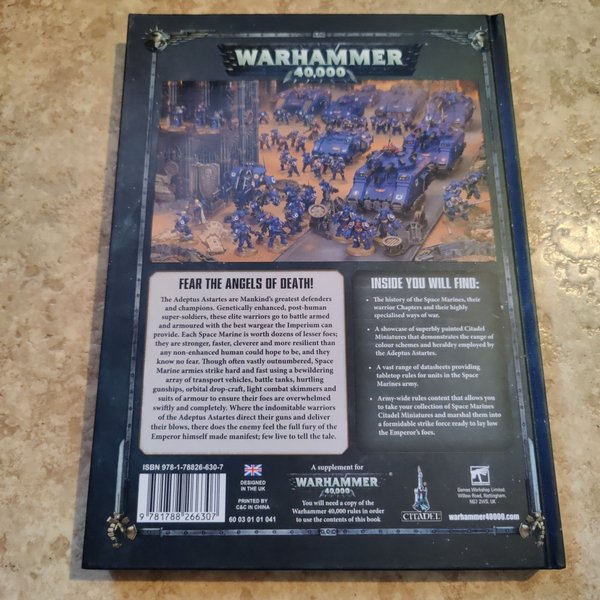 WARHAMMER
40,000
FEAR THE ANGELS OF DEATH!
The Adeptus Astartes are Mankind's greatest defenders
and champions. Genetically enhanced, post-human
super-soldiers, these elite warriors go to battle armed
and armoured with the best wargear the Imperium can
provide. Each Space Marine is worth dozens of lesser foes;
they are stronger, faster, cleverer and more resilient than
any non-enhanced human could hope to be, and they
know no fear. Though often vastly outnumbered, Space
Marine armies strike hard and fast using a bewildering
array of transport vehicles, battle tanks, hurtling
gunships, orbital drop-craft, light combat skimmers and
suits of armour to ensure their foes are overwhelmed
swiftly and completely. Where the indomitable warriors
of the Adeptus Astartes direct their guns and deliver
their blows, there does the enemy feel the full fury of the
Emperor himself made manifest; few live to tell the tale.
INSIDE YOU WILL FIND:
• The history of the Space Marines, their
warrior Chapters and their highly
specialised ways of war.
• A showcase of superbly painted Citadel
Miniatures that demonstrates the range of
colour schemes and heraldry employed by
the Adeptus Astartes.
• A vast range of datasheets providing
tabletop rules for units in the Space
Marines army.
• Army-wide rules content that allows you
to take your collection of Space Marines
Citadel Miniatures and marshal them into
a formidable strike force ready to lay low
the Emperor's foes.
ISBN 978-1-78826-630-7
9 781788 266307
DESIGNED
IN THE UK
PRINTED BY
C&C IN CHINA
60 03 01 01 041
A supplement for
WARHAMMER
40,000
You will need a copy of the
Warhammer 40,000 rules in order
to use the contents of this book
CITADEL
Games Workshop Limited
Willow Road, Nottingham,
NG7 2WS, UK
warhammer40000.com